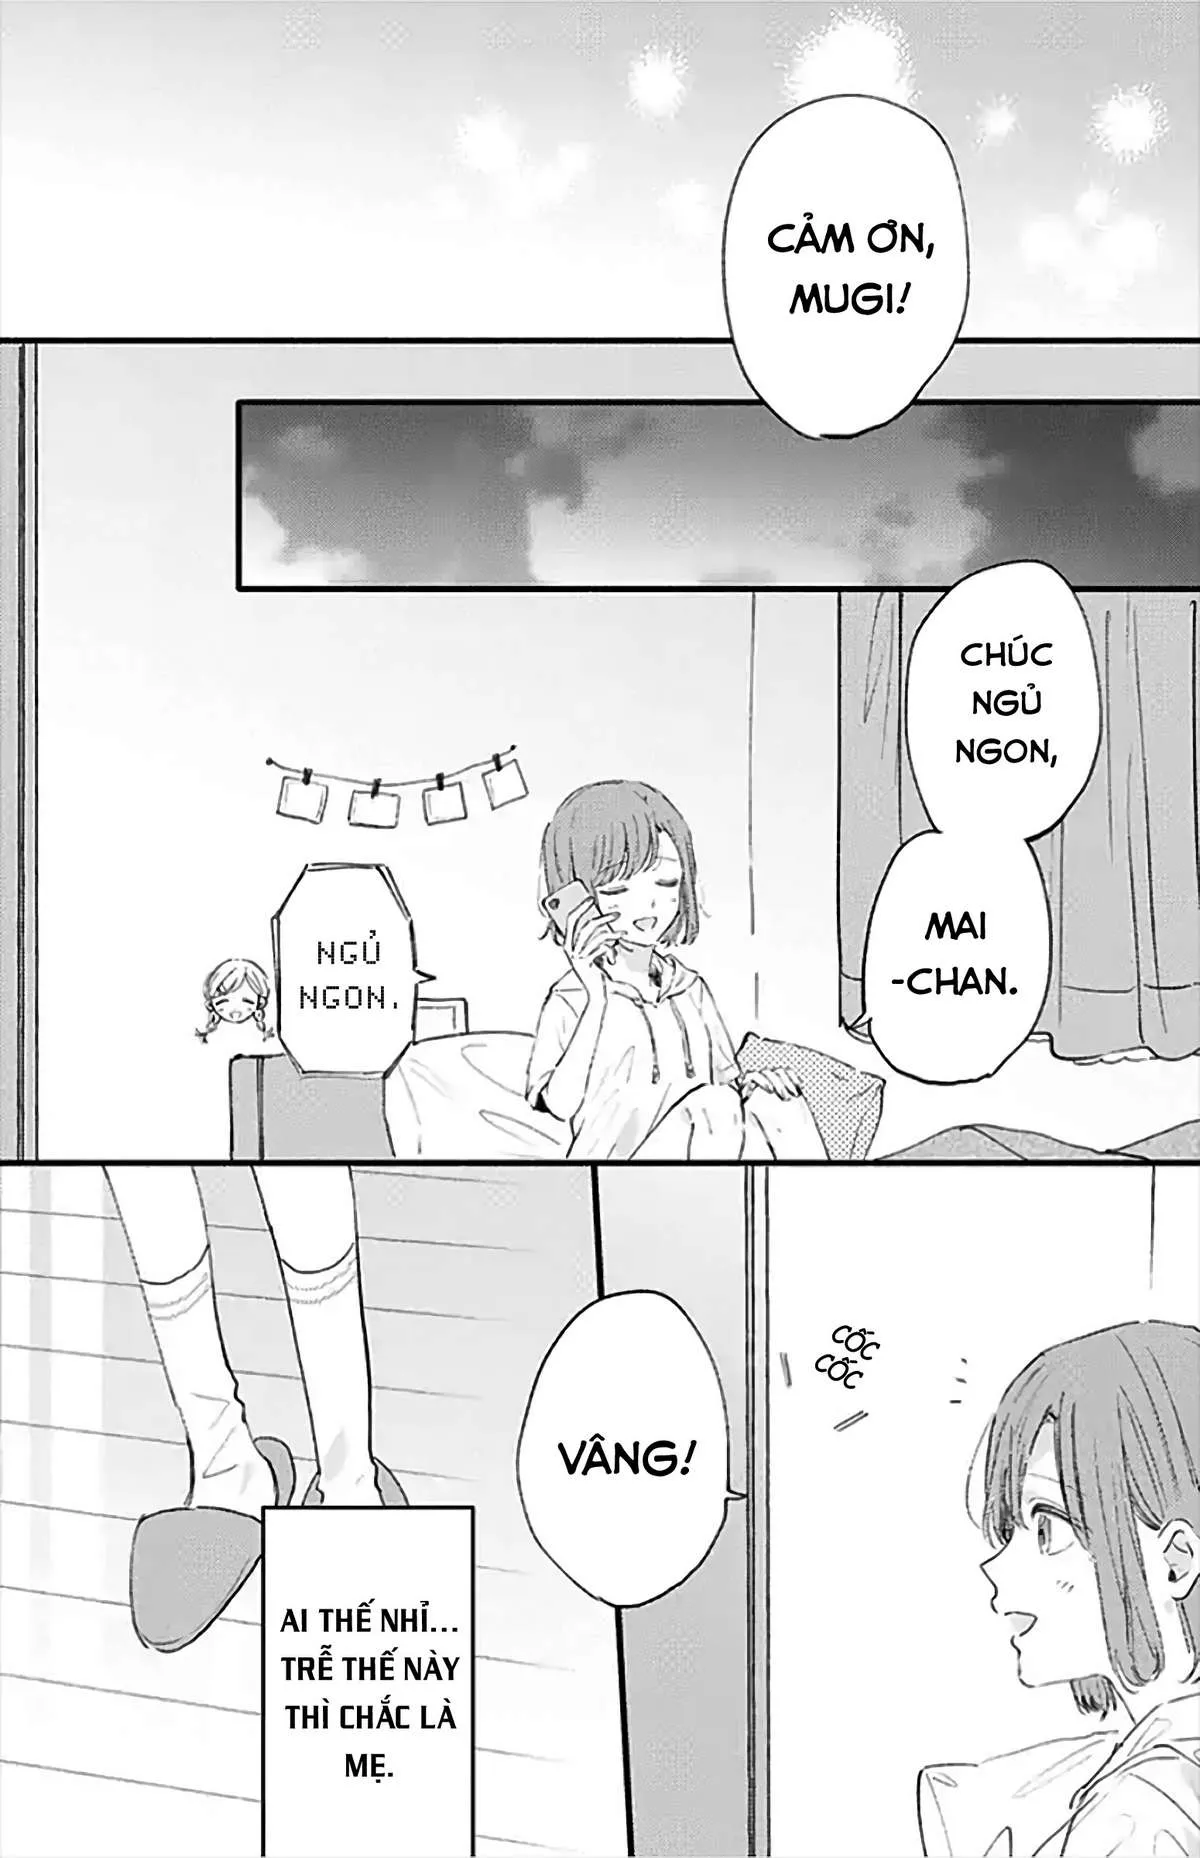 CẢM ƠN,
MUGI!
CHÚC
NGỦ
NGON,
MAI
-CHAN.
NGỦ
NGON.
CỐC
CỐC
VÂNG!
AI THẾ NHỈ...
TRỄ THẾ NÀY
THÌ CHẮC LÀ
MẸ.